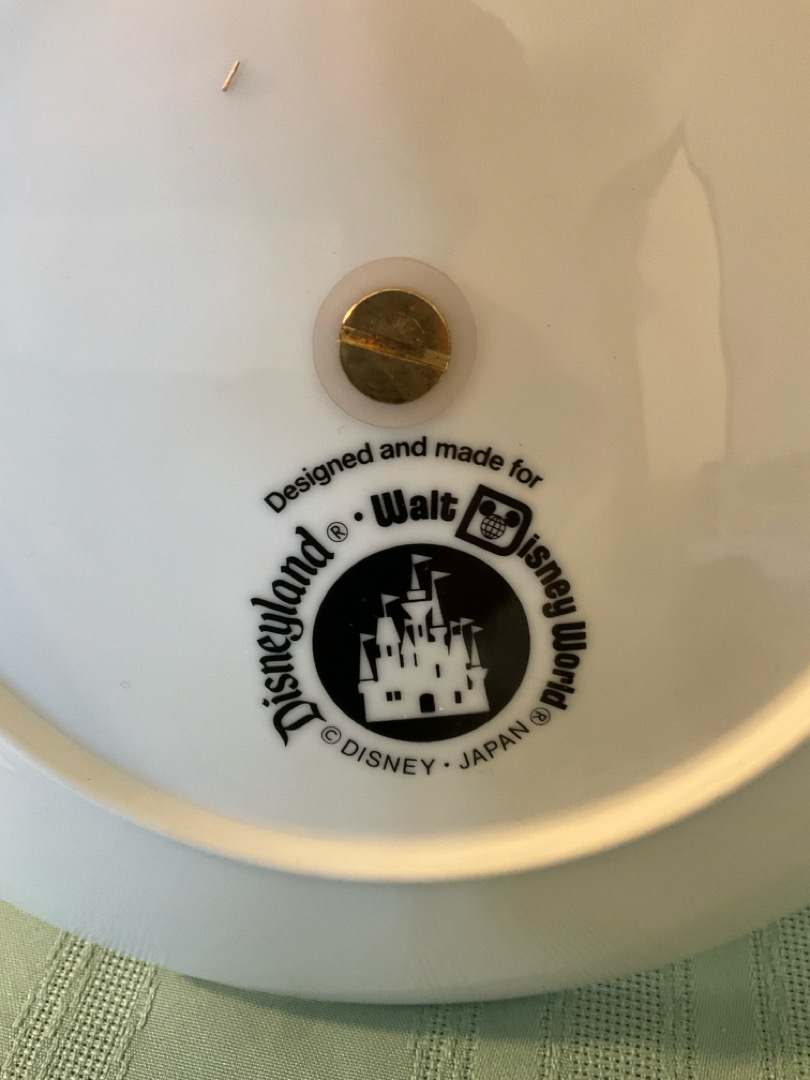 Designed and made for
Disneyland® • Walt Disney World®
© DISNEY • JAPAN